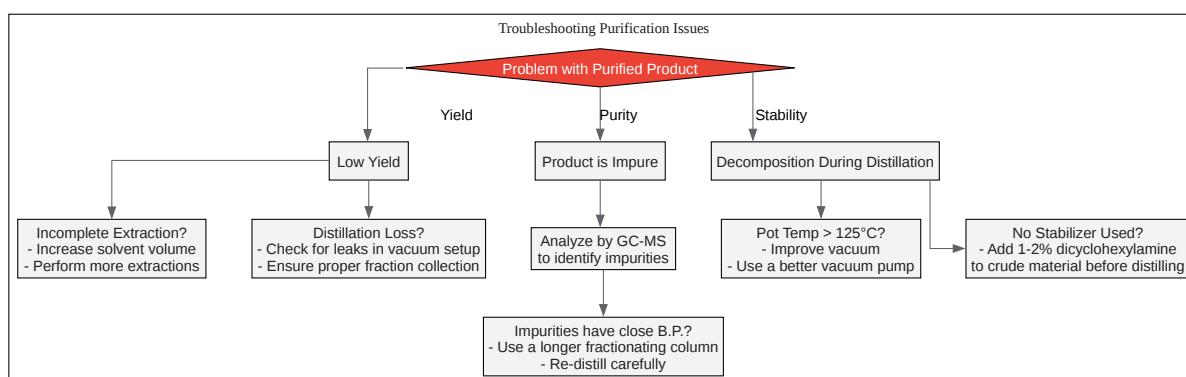 Troubleshooting Purification Issues
Problem with Purified Product
Yield
Purity
Stability
Low Yield
Product is Impure
Decomposition During Distillation
Incomplete Extraction?
- Increase solvent volume
- Perform more extractions
Distillation Loss?
- Check for leaks in vacuum setup
- Ensure proper fraction collection
Analyze by GC-MS
to identify impurities
Pot Temp > 125°C?
- Improve vacuum
- Use a better vacuum pump
No Stabilizer Used?
- Add 1-2% dicyclohexylamine
to crude material before distilling
Impurities have close B.P.?
- Use a longer fractionating column
- Re-distill carefully